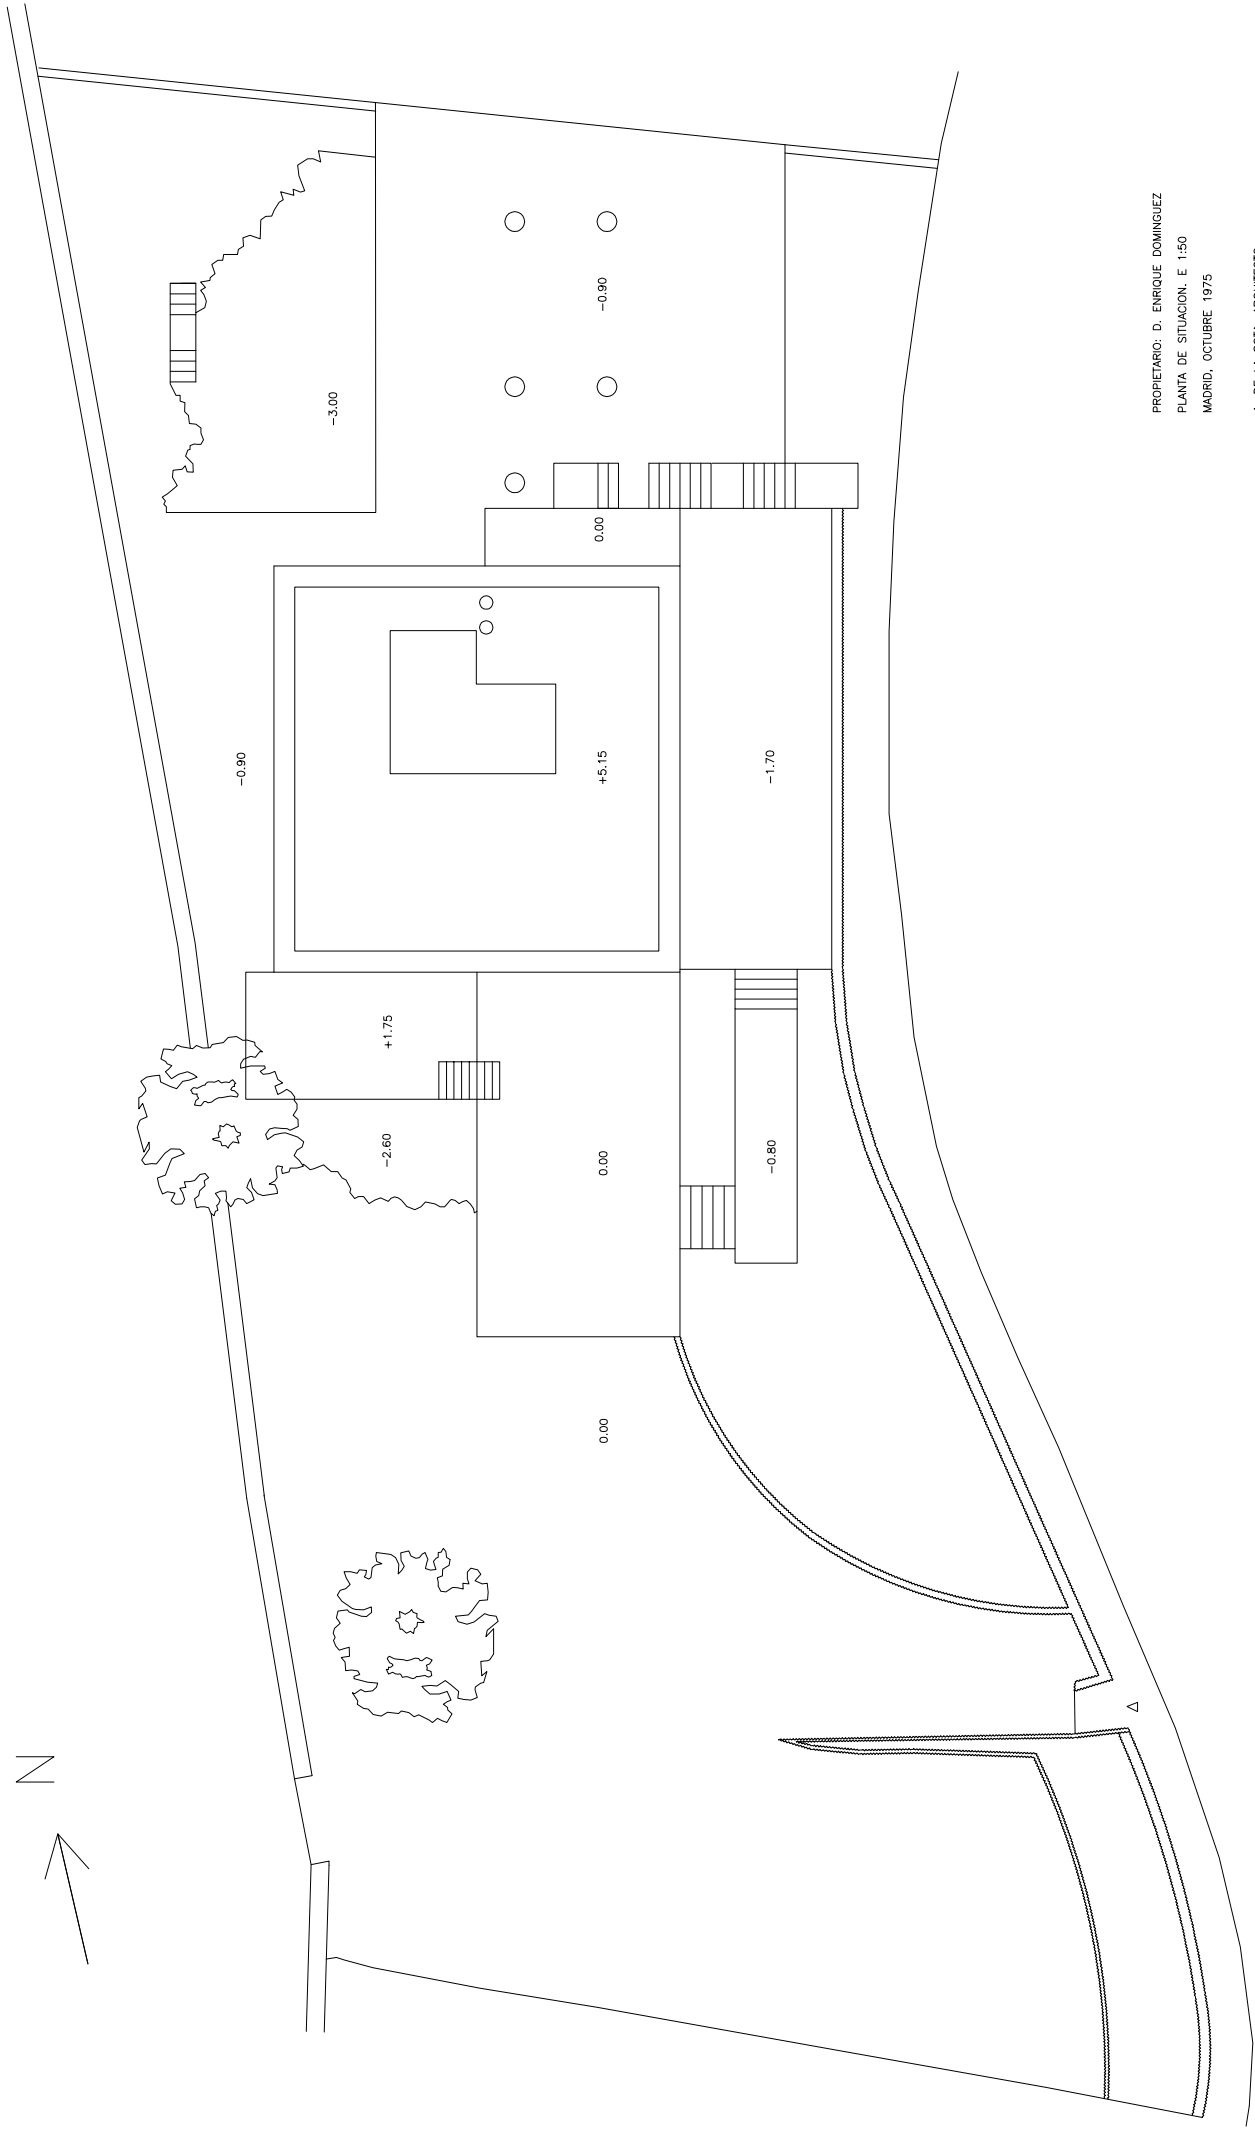 PROPIETARIO: D. ENRIQUE DOMINGUEZ
PLANTA DE SITUACION. E 1:50
MADRID, OCTUBRE 1975
-3.00
-0.90
0.00
-0.90
+5.15
-1.70
+1.75
-2.60
0.00
-0.80
0.00
N